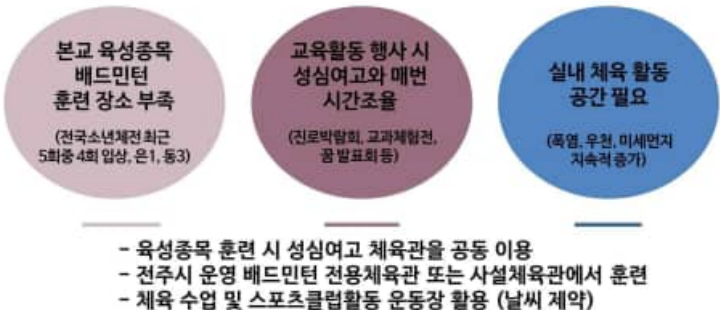 본교 육성종목
배드민턴
훈련 장소 부족
(전국소년체전 최근
5회중 4회 입상, 은1, 동3)
교육활동 행사 시
성심여고와 매번
시간조율
(진로박람회, 교과체험전,
꿈 발표회 등)
실내 체육 활동
공간 필요
(폭염, 우천, 미세먼지
지속적 증가)
- 육성종목 훈련 시 성심여고 체육관을 공동 이용
- 전주시 운영 배드민턴 전용체육관 또는 사설체육관에서 훈련
- 체육 수업 및 스포츠클럽활동 운동장 활용 (날씨 제약)